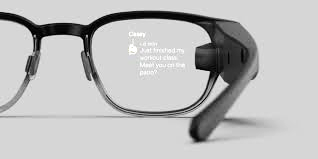 Casey
Just finished my
workout class!
Meet you on the
patio?